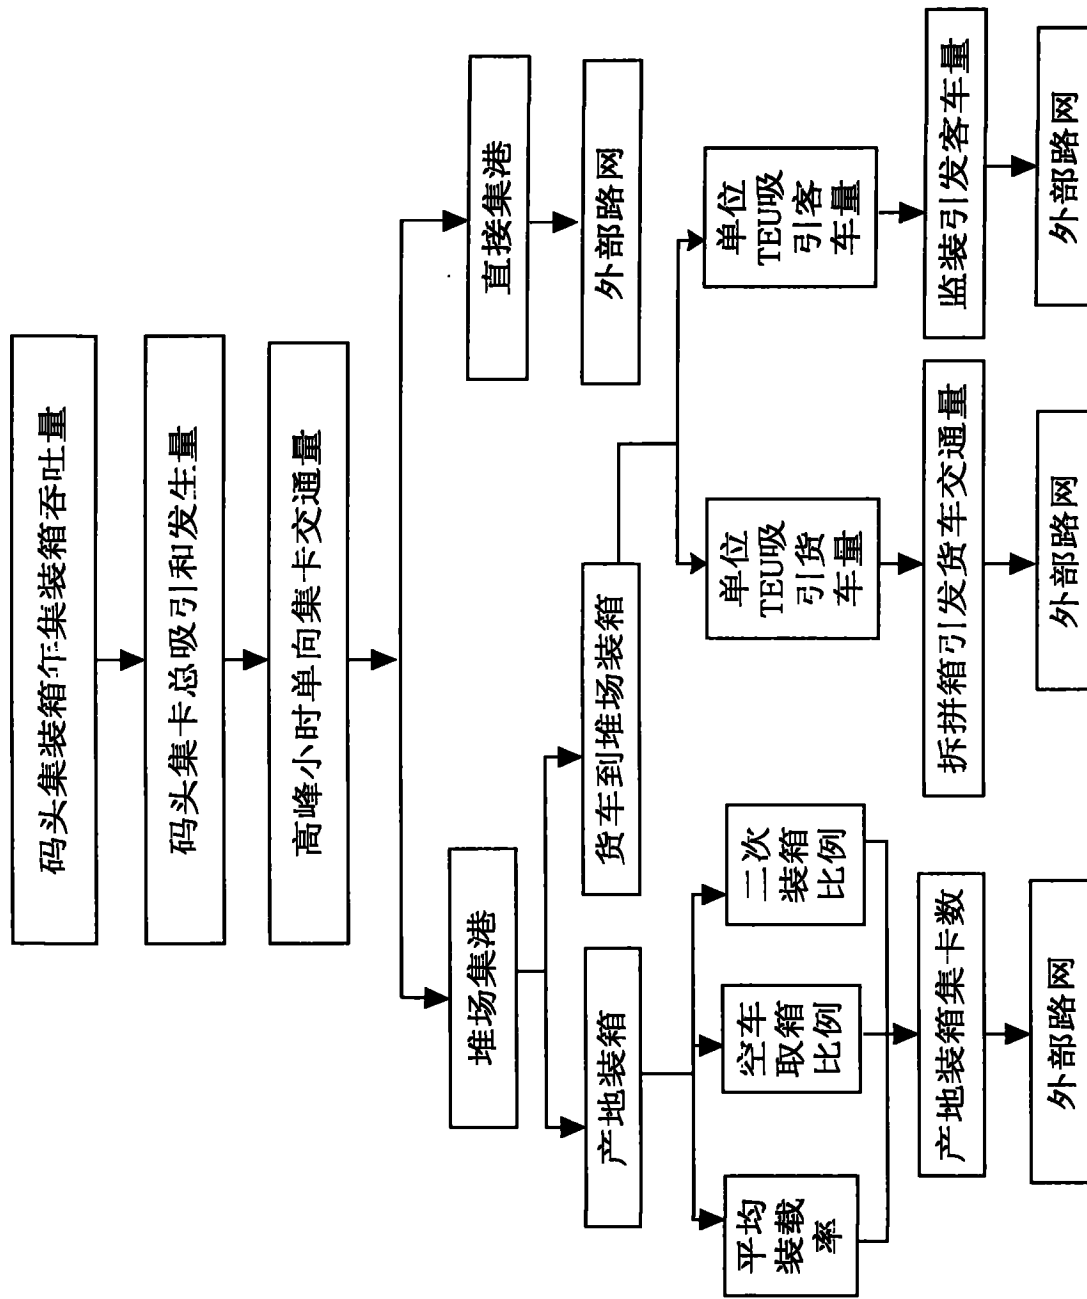 码头集装箱年集装箱吞吐量
码头集卡总吸引和发生量
高峰小时单向集卡交通量
堆场集港
直接集港
产地装箱
货车到堆场装箱
外部路网
平均
装载
率
空车
取箱
比例
二次
装箱
比例
单位
TEU吸
引货
车量
单位
TEU吸
引客
车量
产地装箱集卡数
拆拼箱引发货车交通量
监装引发客车量
外部路网
外部路网
外部路网